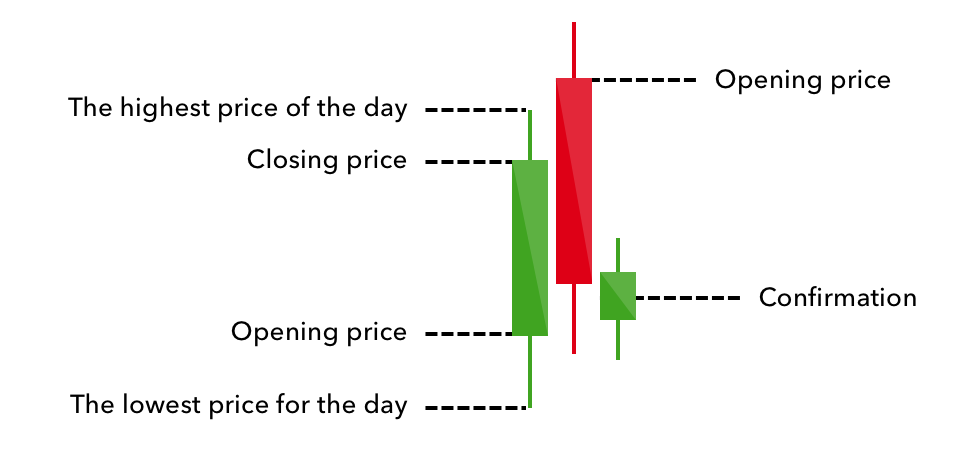 Opening price
The highest price of the day
Closing price
Confirmation
Opening price
The lowest price for the day